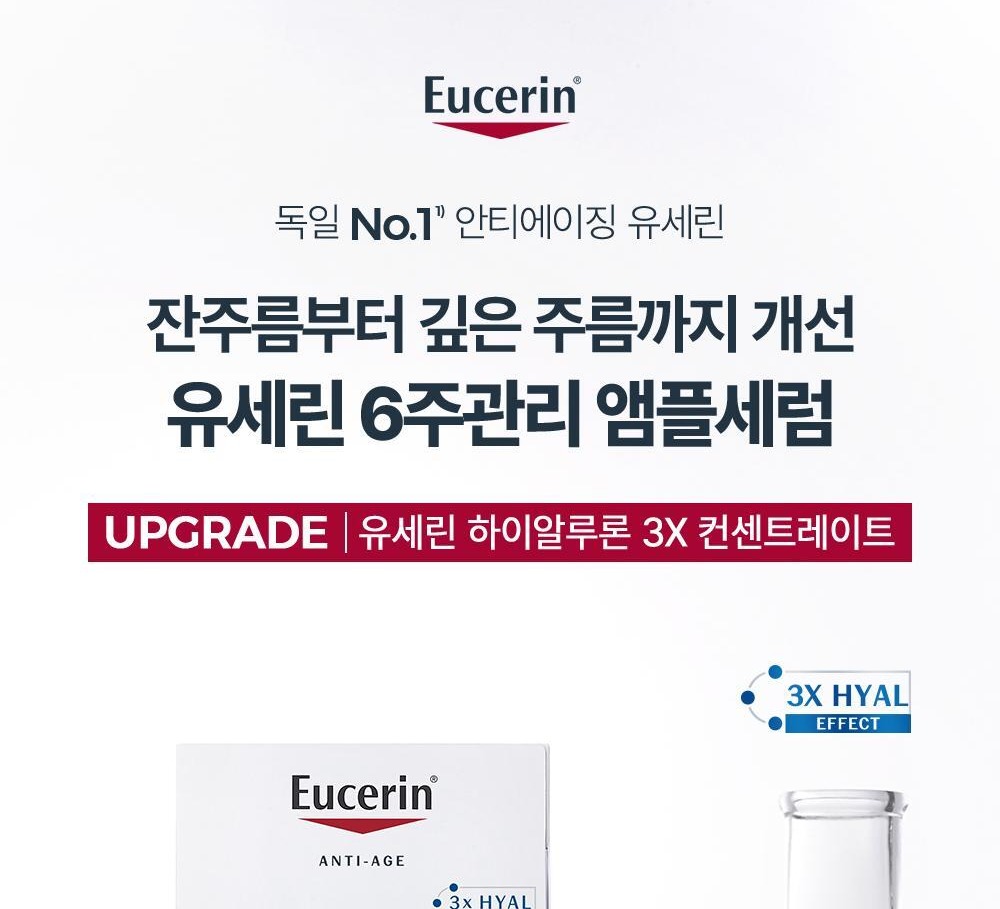 Eucerin®
독일 No.1¹⁾ 안티에이징 유세린
잔주름부터 깊은 주름까지 개선
유세린 6주관리 앰플세럼
UPGRADE | 유세린 하이알루론 3X 컨센트레이트
3X HYAL
EFFECT
Eucerin®
ANTI-AGE
3x HYAL